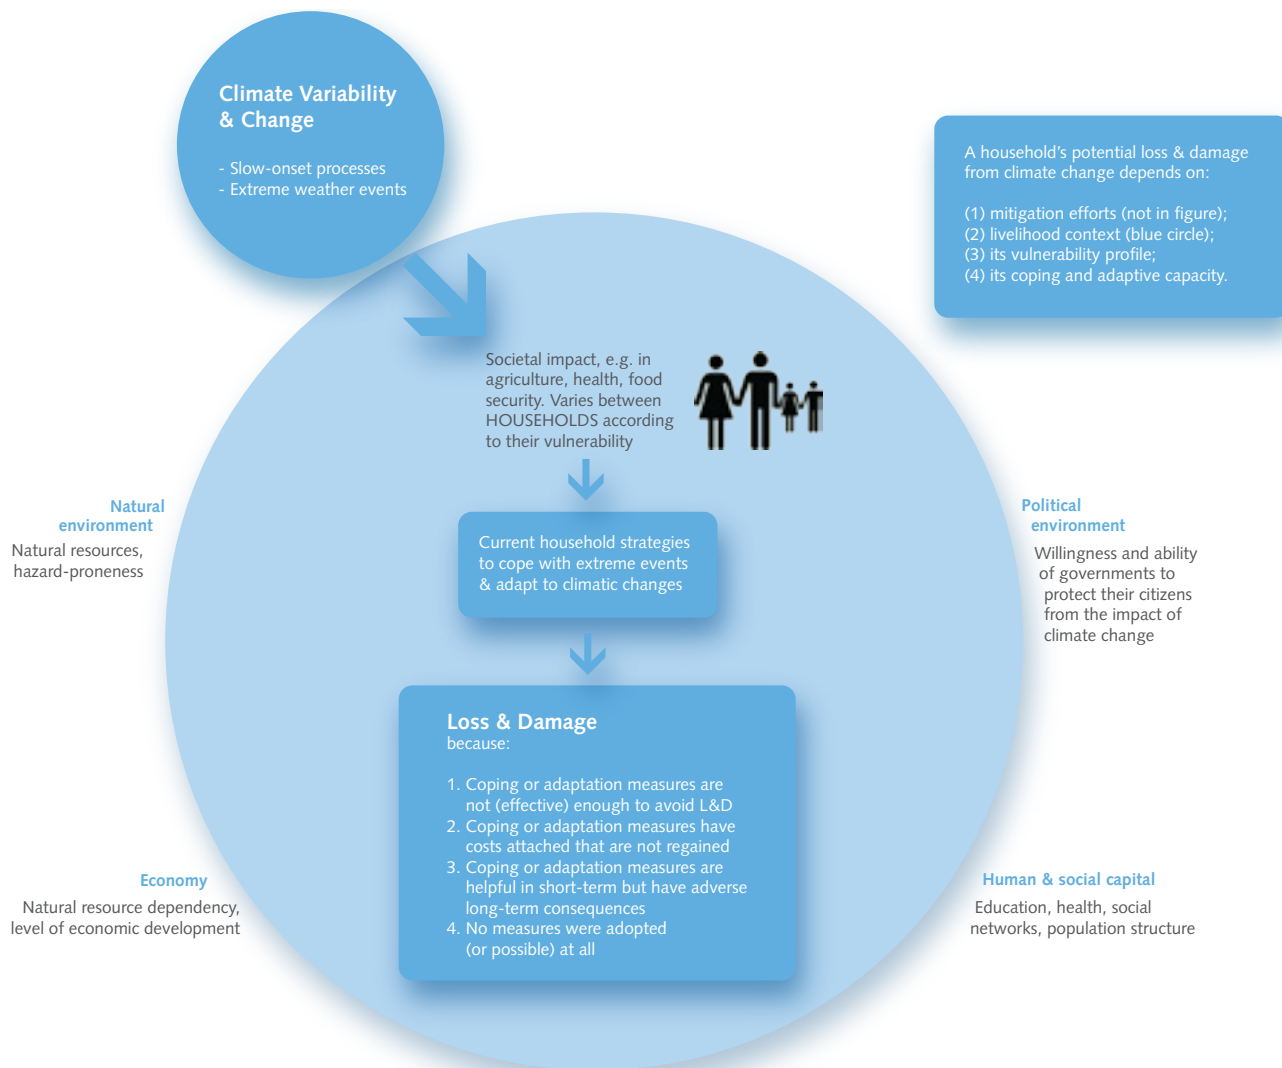 Climate Variability
& Change
- Slow-onset processes
- Extreme weather events
A household's potential loss & damage
from climate change depends on:
(1) mitigation efforts (not in figure);
(2) livelihood context (blue circle);
(3) its vulnerability profile;
(4) its coping and adaptive capacity.
Societal impact, e.g. in
agriculture, health, food
security. Varies between
HOUSEHOLDS according
to their vulnerability
Natural
environment
Natural resources,
hazard-proneness
Current household strategies
to cope with extreme events
& adapt to climatic changes
Political
environment
Willingness and ability
of governments to
protect their citizens
from the impact of
climate change
Loss & Damage
because:
1. Coping or adaptation measures are
not (effective) enough to avoid L&D
2. Coping or adaptation measures have
costs attached that are not regained
3. Coping or adaptation measures are
helpful in short-term but have adverse
long-term consequences
4. No measures were adopted
(or possible) at all
Economy
Natural resource dependency,
level of economic development
Human & social capital
Education, health, social
networks, population structure